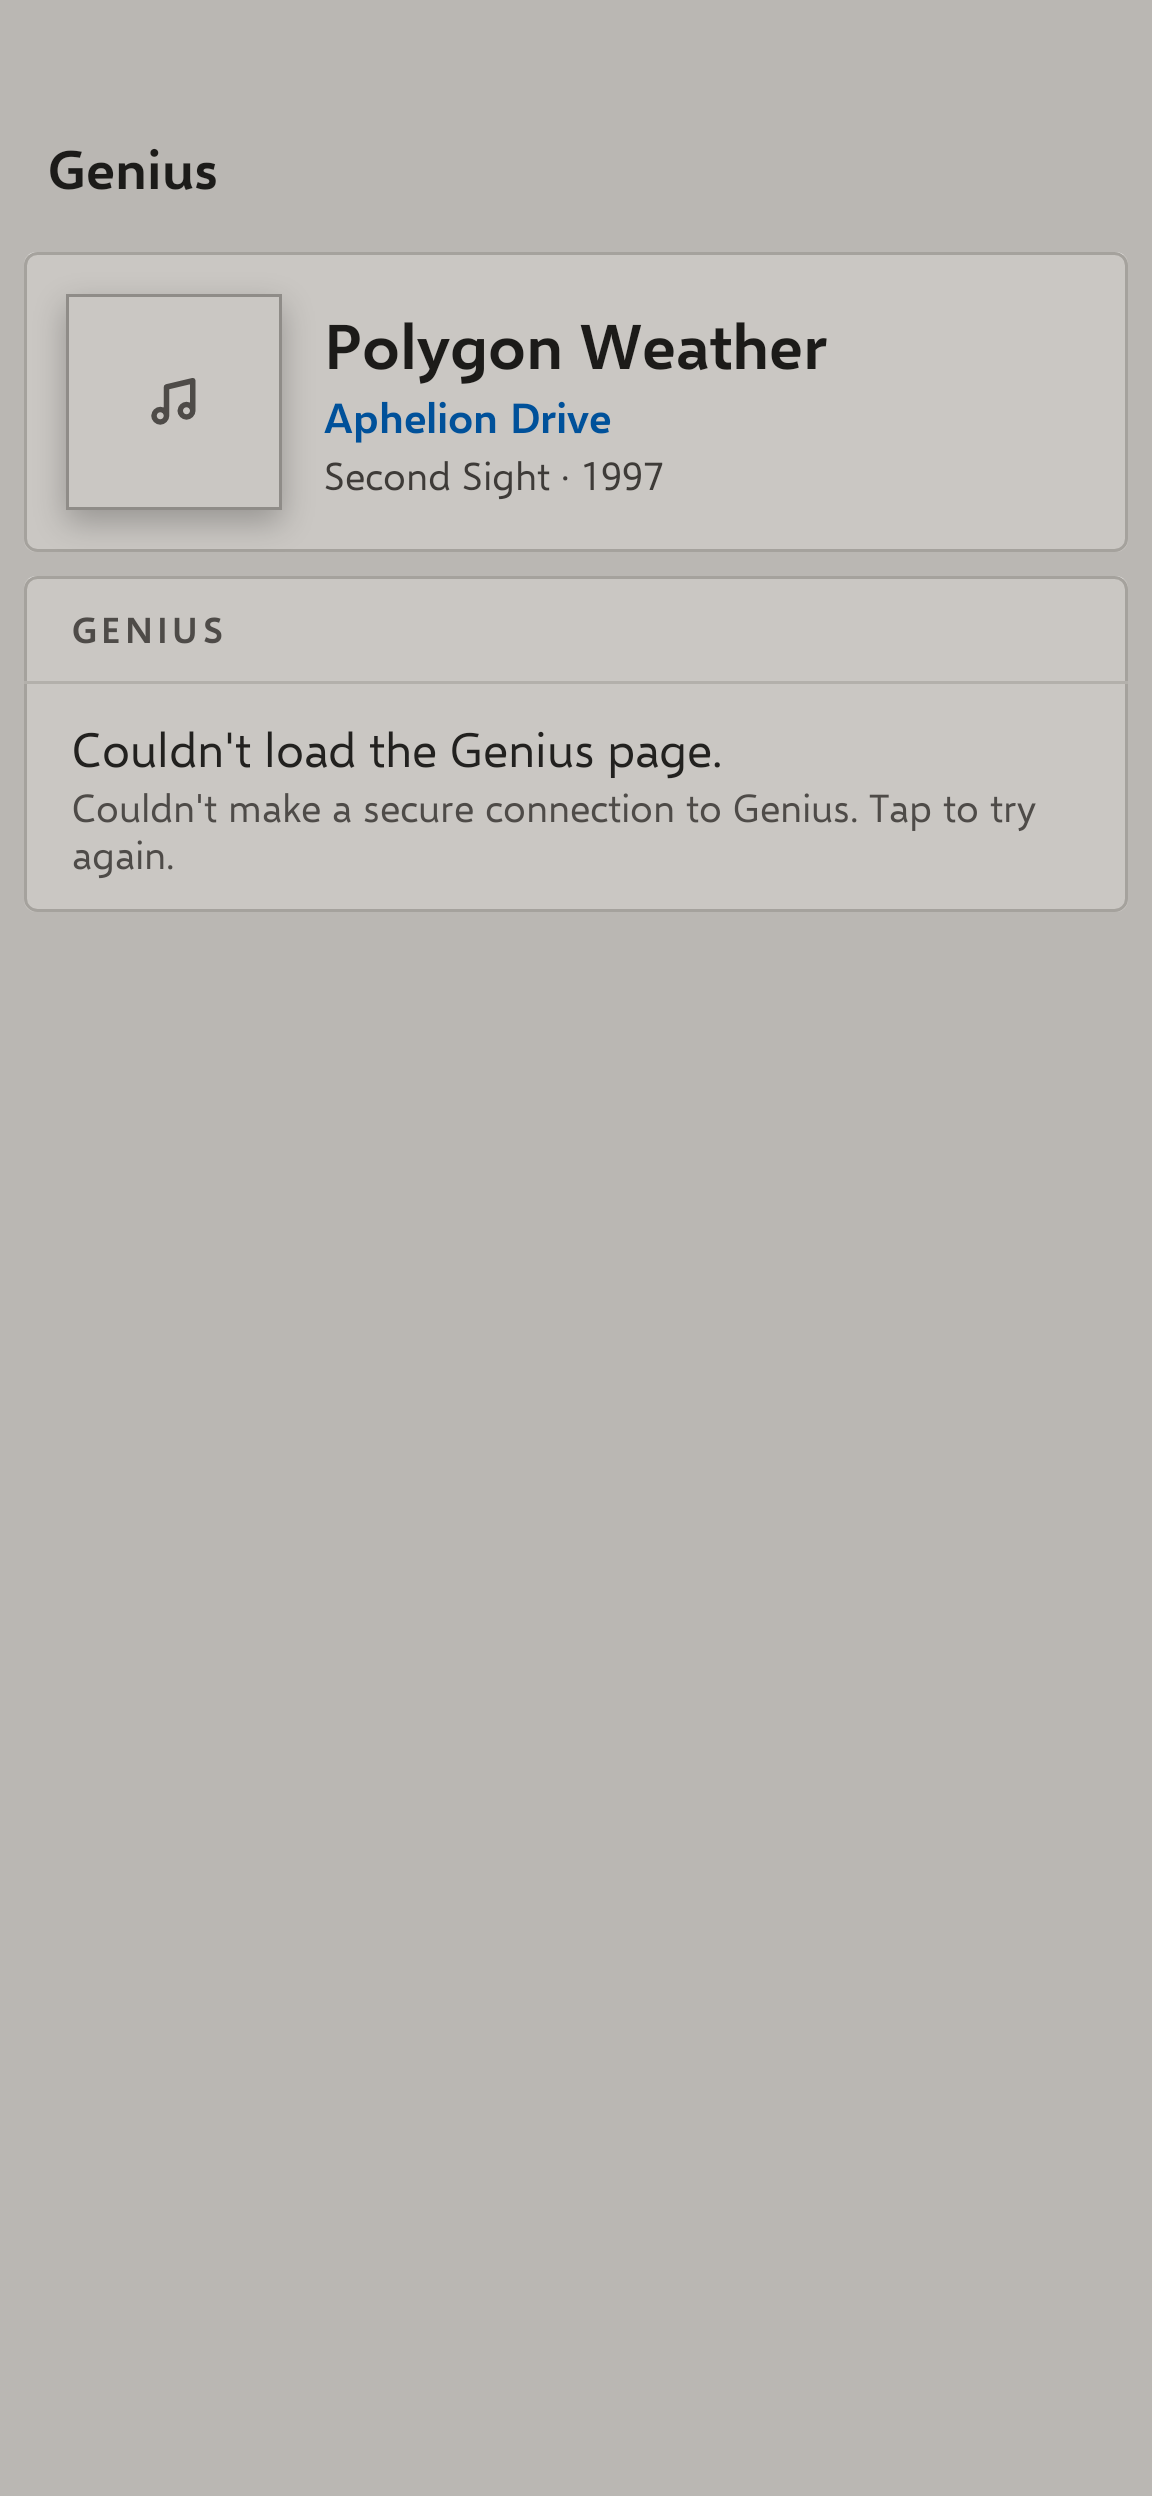 Genius
Polygon Weather
Aphelion Drive
Second Sight · 1997
GENIUS
Couldn't load the Genius page.
Couldn't make a secure connection to Genius. Tap to try
again.